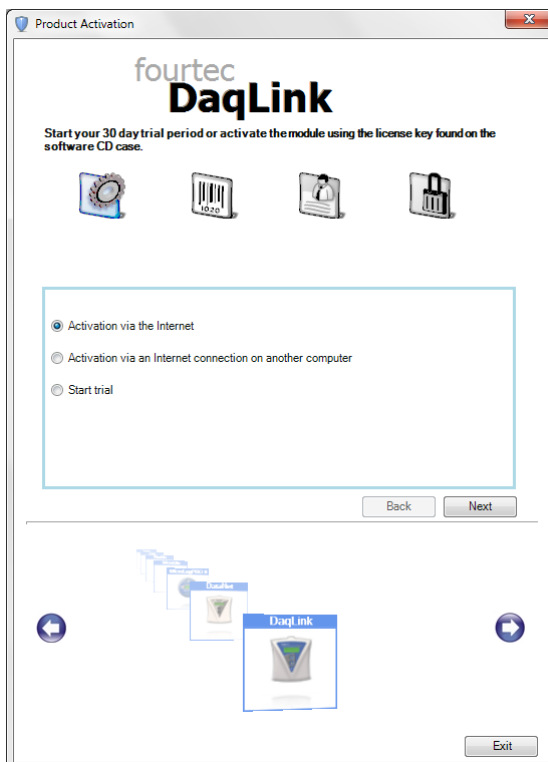 Product Activation
fourtec
DaqLink
Start your 30 day trial period or activate the module using the license key found on the
software CD case.
1020
Activation via the Internet
Activation via an Internet connection on another computer
Start trial
Back
Next
DaqLink
Exit